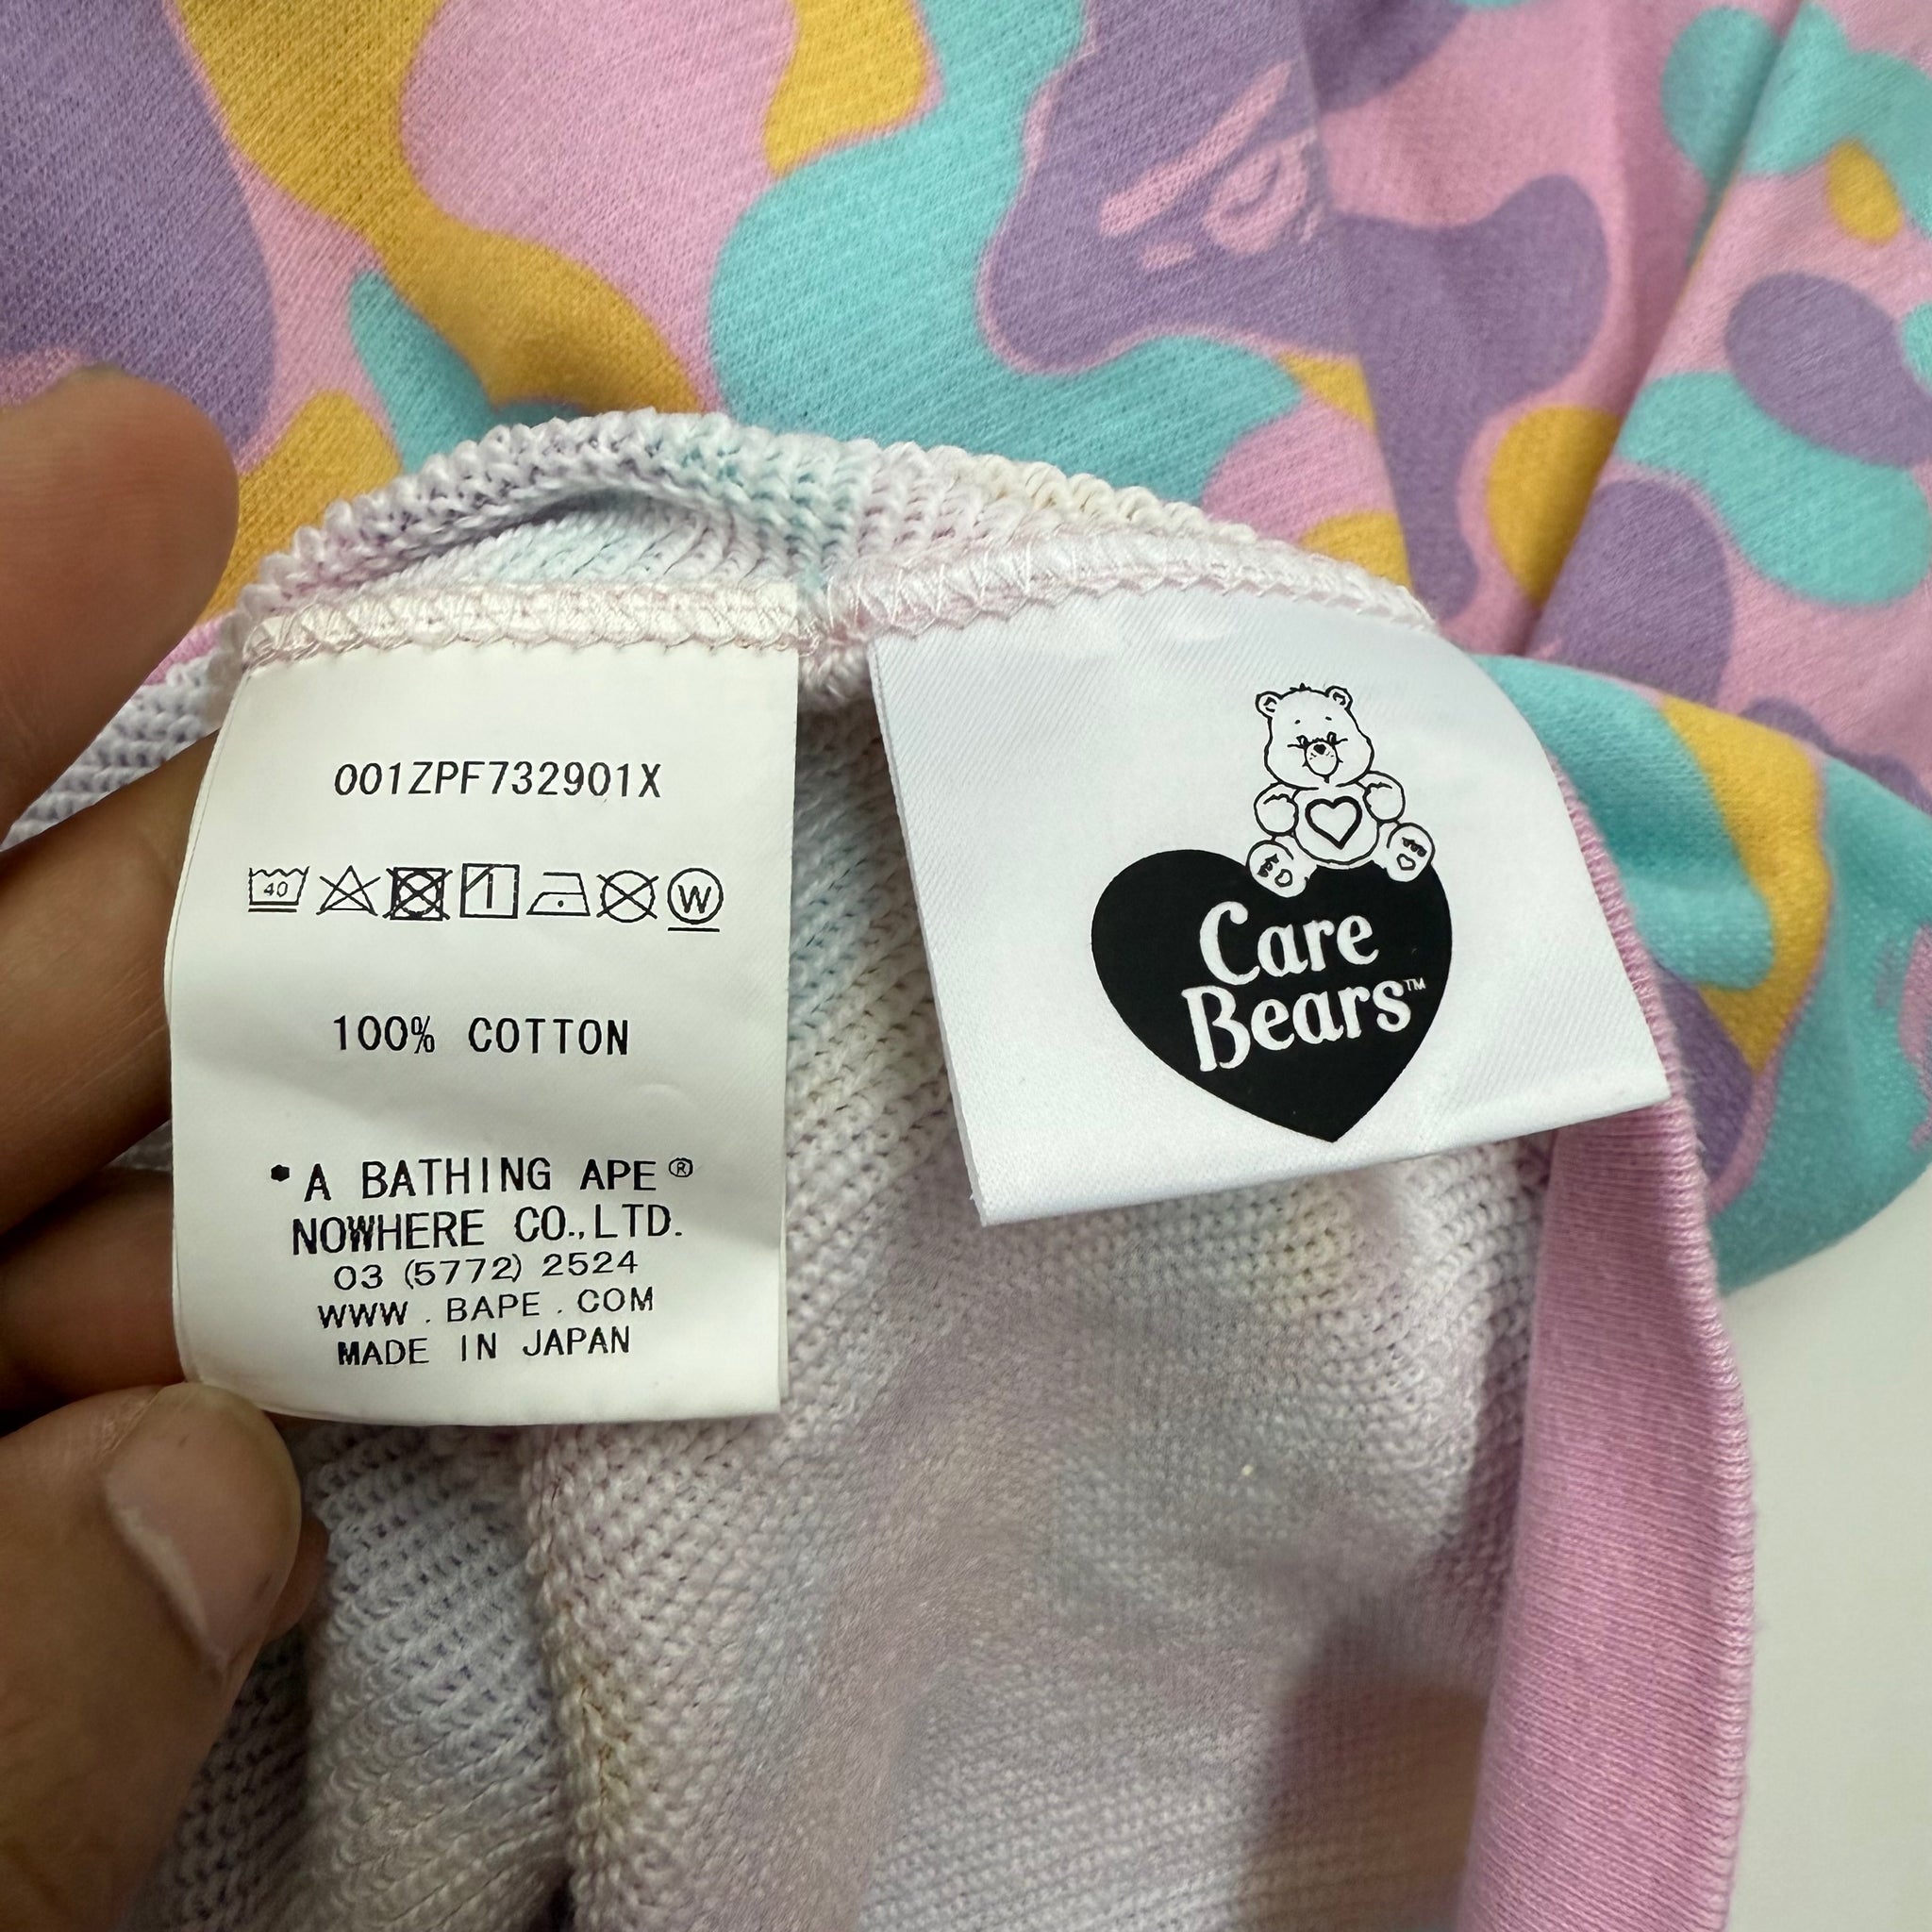 001ZPF732901X
40
W
100% COTTON
A BATHING APE®
NOWHERE CO.,LTD.
03 (5772) 2524
WWW.BAPE.COM
MADE IN JAPAN
Care
Bears™